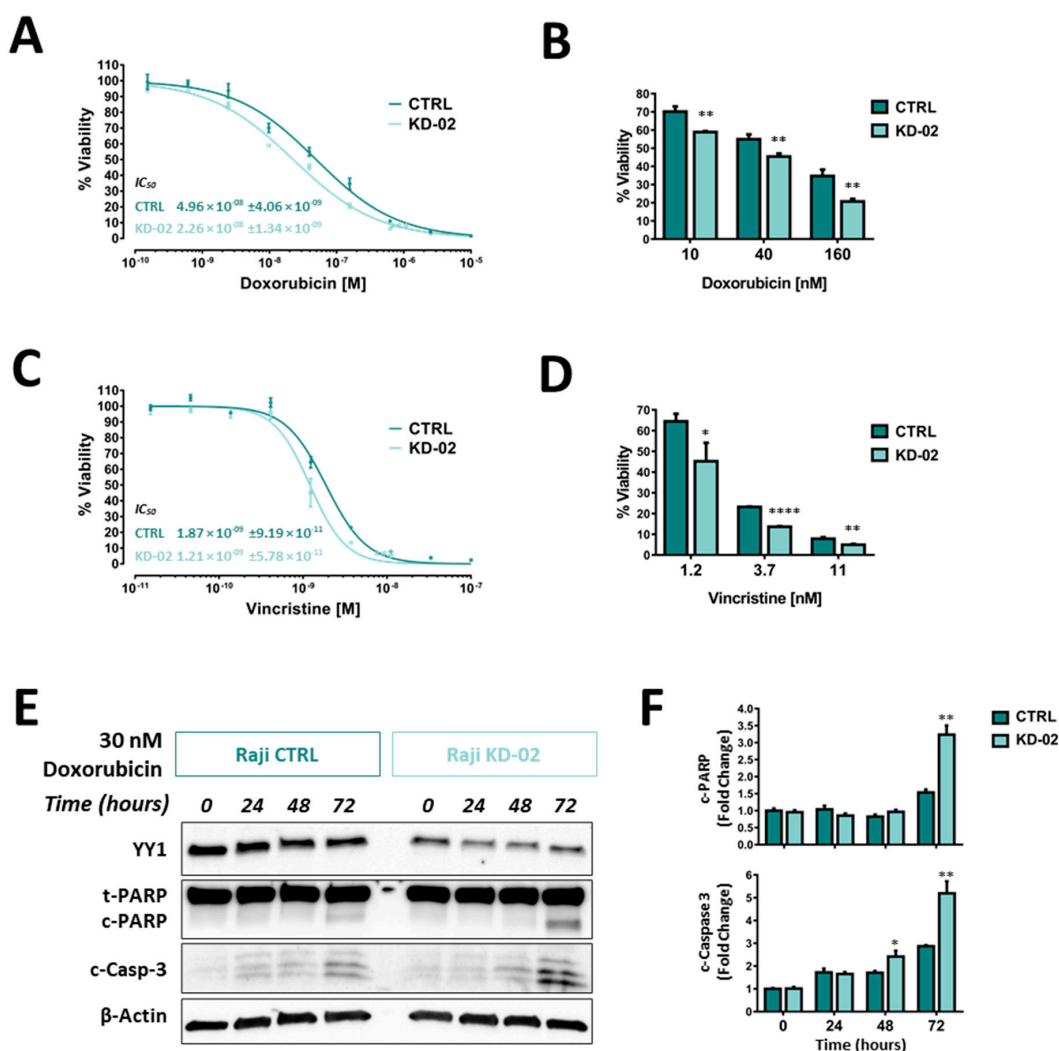 A
110
100
90
80
70
60
50
40
30
20
10
0
% Viability
CTRL
KD-02
IC₅₀
CTRL 4.96 × 10⁻⁰⁸ ±4.06 × 10⁻⁰⁹
KD-02 2.26 × 10⁻⁰⁸ ±1.34 × 10⁻⁰⁹
10⁻¹⁰ 10⁻⁹ 10⁻⁸ 10⁻⁷ 10⁻⁶ 10⁻⁵
Doxorubicin [M]
B
80
70
60
50
40
30
20
10
0
% Viability
** ** **
CTRL
KD-02
10 40 160
Doxorubicin [nM]
C
110
100
90
80
70
60
50
40
30
20
10
0
% Viability
CTRL
KD-02
IC₅₀
CTRL 1.87 × 10⁻⁰⁹ ±9.19 × 10⁻¹¹
KD-02 1.21 × 10⁻⁰⁹ ±5.78 × 10⁻¹¹
10⁻¹¹ 10⁻¹⁰ 10⁻⁹ 10⁻⁸ 10⁻⁷
Vincristine [M]
D
70
60
50
40
30
20
10
0
% Viability
* **** **
CTRL
KD-02
1.2 3.7 11
Vincristine [nM]
E
30 nM
Doxorubicin
Raji CTRL Raji KD-02
Time (hours) 0 24 48 72 0 24 48 72
YY1
t-PARP
c-PARP
c-Casp-3
β-Actin
F
4.0
3.5
3.0
2.5
2.0
1.5
1.0
0.5
0.0
c-PARP
(Fold Change)
**
CTRL
KD-02
6
5
4
3
2
1
0
c-Caspase 3
(Fold Change)
* **
0 24 48 72
Time (hours)